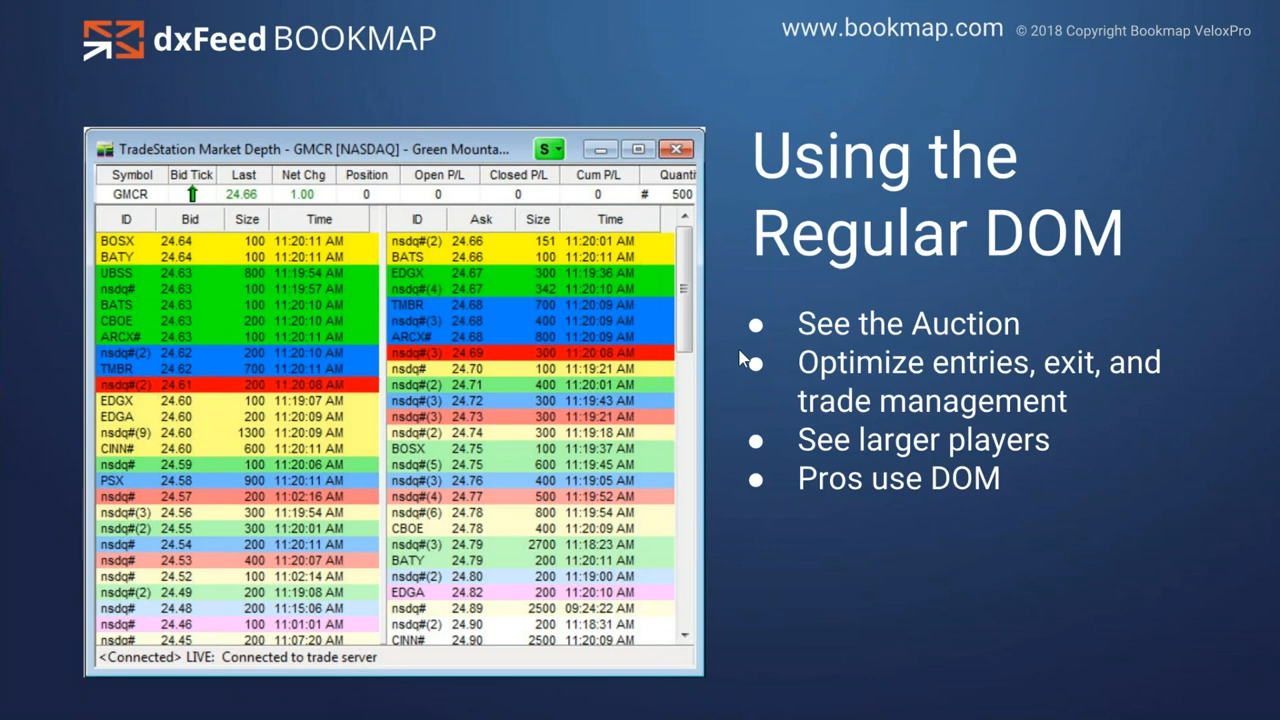 dxFeed BOOKMAP
www.bookmap.com © 2018 Copyright Bookmap VeloxPro
TradeStation Market Depth - GMCR [NASDAQ] - Green Mounta... S
Symbol Bid Tick Last Net Chg Position Open P/L Closed P/L Cum P/L Quanti
GMCR 24.66 1.00 0 0 0 0 # 500
ID Bid Size Time ID Ask Size Time
BOSX 24.64 100 11:20:11 AM nsdq#(2) 24.66 151 11:20:01 AM
BATY 24.64 100 11:20:11 AM BATS 24.66 100 11:20:11 AM
UBSS 24.63 800 11:19:54 AM EDGX 24.67 300 11:19:36 AM
nsdq# 24.63 100 11:19:57 AM nsdq#(4) 24.67 342 11:20:10 AM
BATS 24.63 100 11:20:11 AM TMBR 24.68 700 11:20:09 AM
CBOE 24.63 200 11:20:10 AM nsdq#(3) 24.68 400 11:20:09 AM
ARCX# 24.63 100 11:20:11 AM ARCX# 24.68 800 11:20:09 AM
nsdq#(2) 24.62 200 11:20:10 AM nsdq#(3) 24.69 300 11:20:08 AM
TMBR 24.62 700 11:20:11 AM nsdq# 24.70 100 11:19:21 AM
nsdq#(2) 24.61 200 11:20:08 AM nsdq#(2) 24.71 400 11:20:01 AM
EDGX 24.60 100 11:19:07 AM nsdq#(3) 24.72 300 11:19:43 AM
EDGA 24.60 200 11:20:09 AM nsdq#(3) 24.73 300 11:19:21 AM
nsdq#(9) 24.60 1300 11:20:09 AM nsdq#(2) 24.74 300 11:19:18 AM
CINN# 24.60 600 11:20:11 AM BOSX 24.75 100 11:19:37 AM
nsdq# 24.59 100 11:20:06 AM nsdq#(5) 24.75 600 11:19:45 AM
PSX 24.58 900 11:20:11 AM nsdq#(3) 24.76 400 11:19:05 AM
nsdq# 24.57 200 11:02:16 AM nsdq#(4) 24.77 500 11:19:52 AM
nsdq#(3) 24.56 300 11:19:54 AM nsdq#(6) 24.78 800 11:19:54 AM
nsdq#(2) 24.55 300 11:20:01 AM CBOE 24.78 400 11:20:09 AM
nsdq# 24.54 200 11:20:11 AM nsdq#(3) 24.79 2700 11:18:23 AM
nsdq# 24.53 400 11:20:07 AM BATY 24.79 200 11:20:11 AM
nsdq# 24.52 100 11:02:14 AM nsdq#(2) 24.80 200 11:19:00 AM
nsdq#(2) 24.49 200 11:19:08 AM EDGA 24.82 200 11:20:10 AM
nsdq# 24.48 200 11:15:06 AM nsdq# 24.89 2500 09:24:22 AM
nsdq# 24.46 100 11:01:01 AM nsdq#(2) 24.90 200 11:18:31 AM
nsdq# 24.45 200 11:07:20 AM CINN# 24.90 2500 11:20:09 AM
<Connected> LIVE: Connected to trade server
Using the
Regular DOM
● See the Auction
● Optimize entries, exit, and
trade management
● See larger players
● Pros use DOM